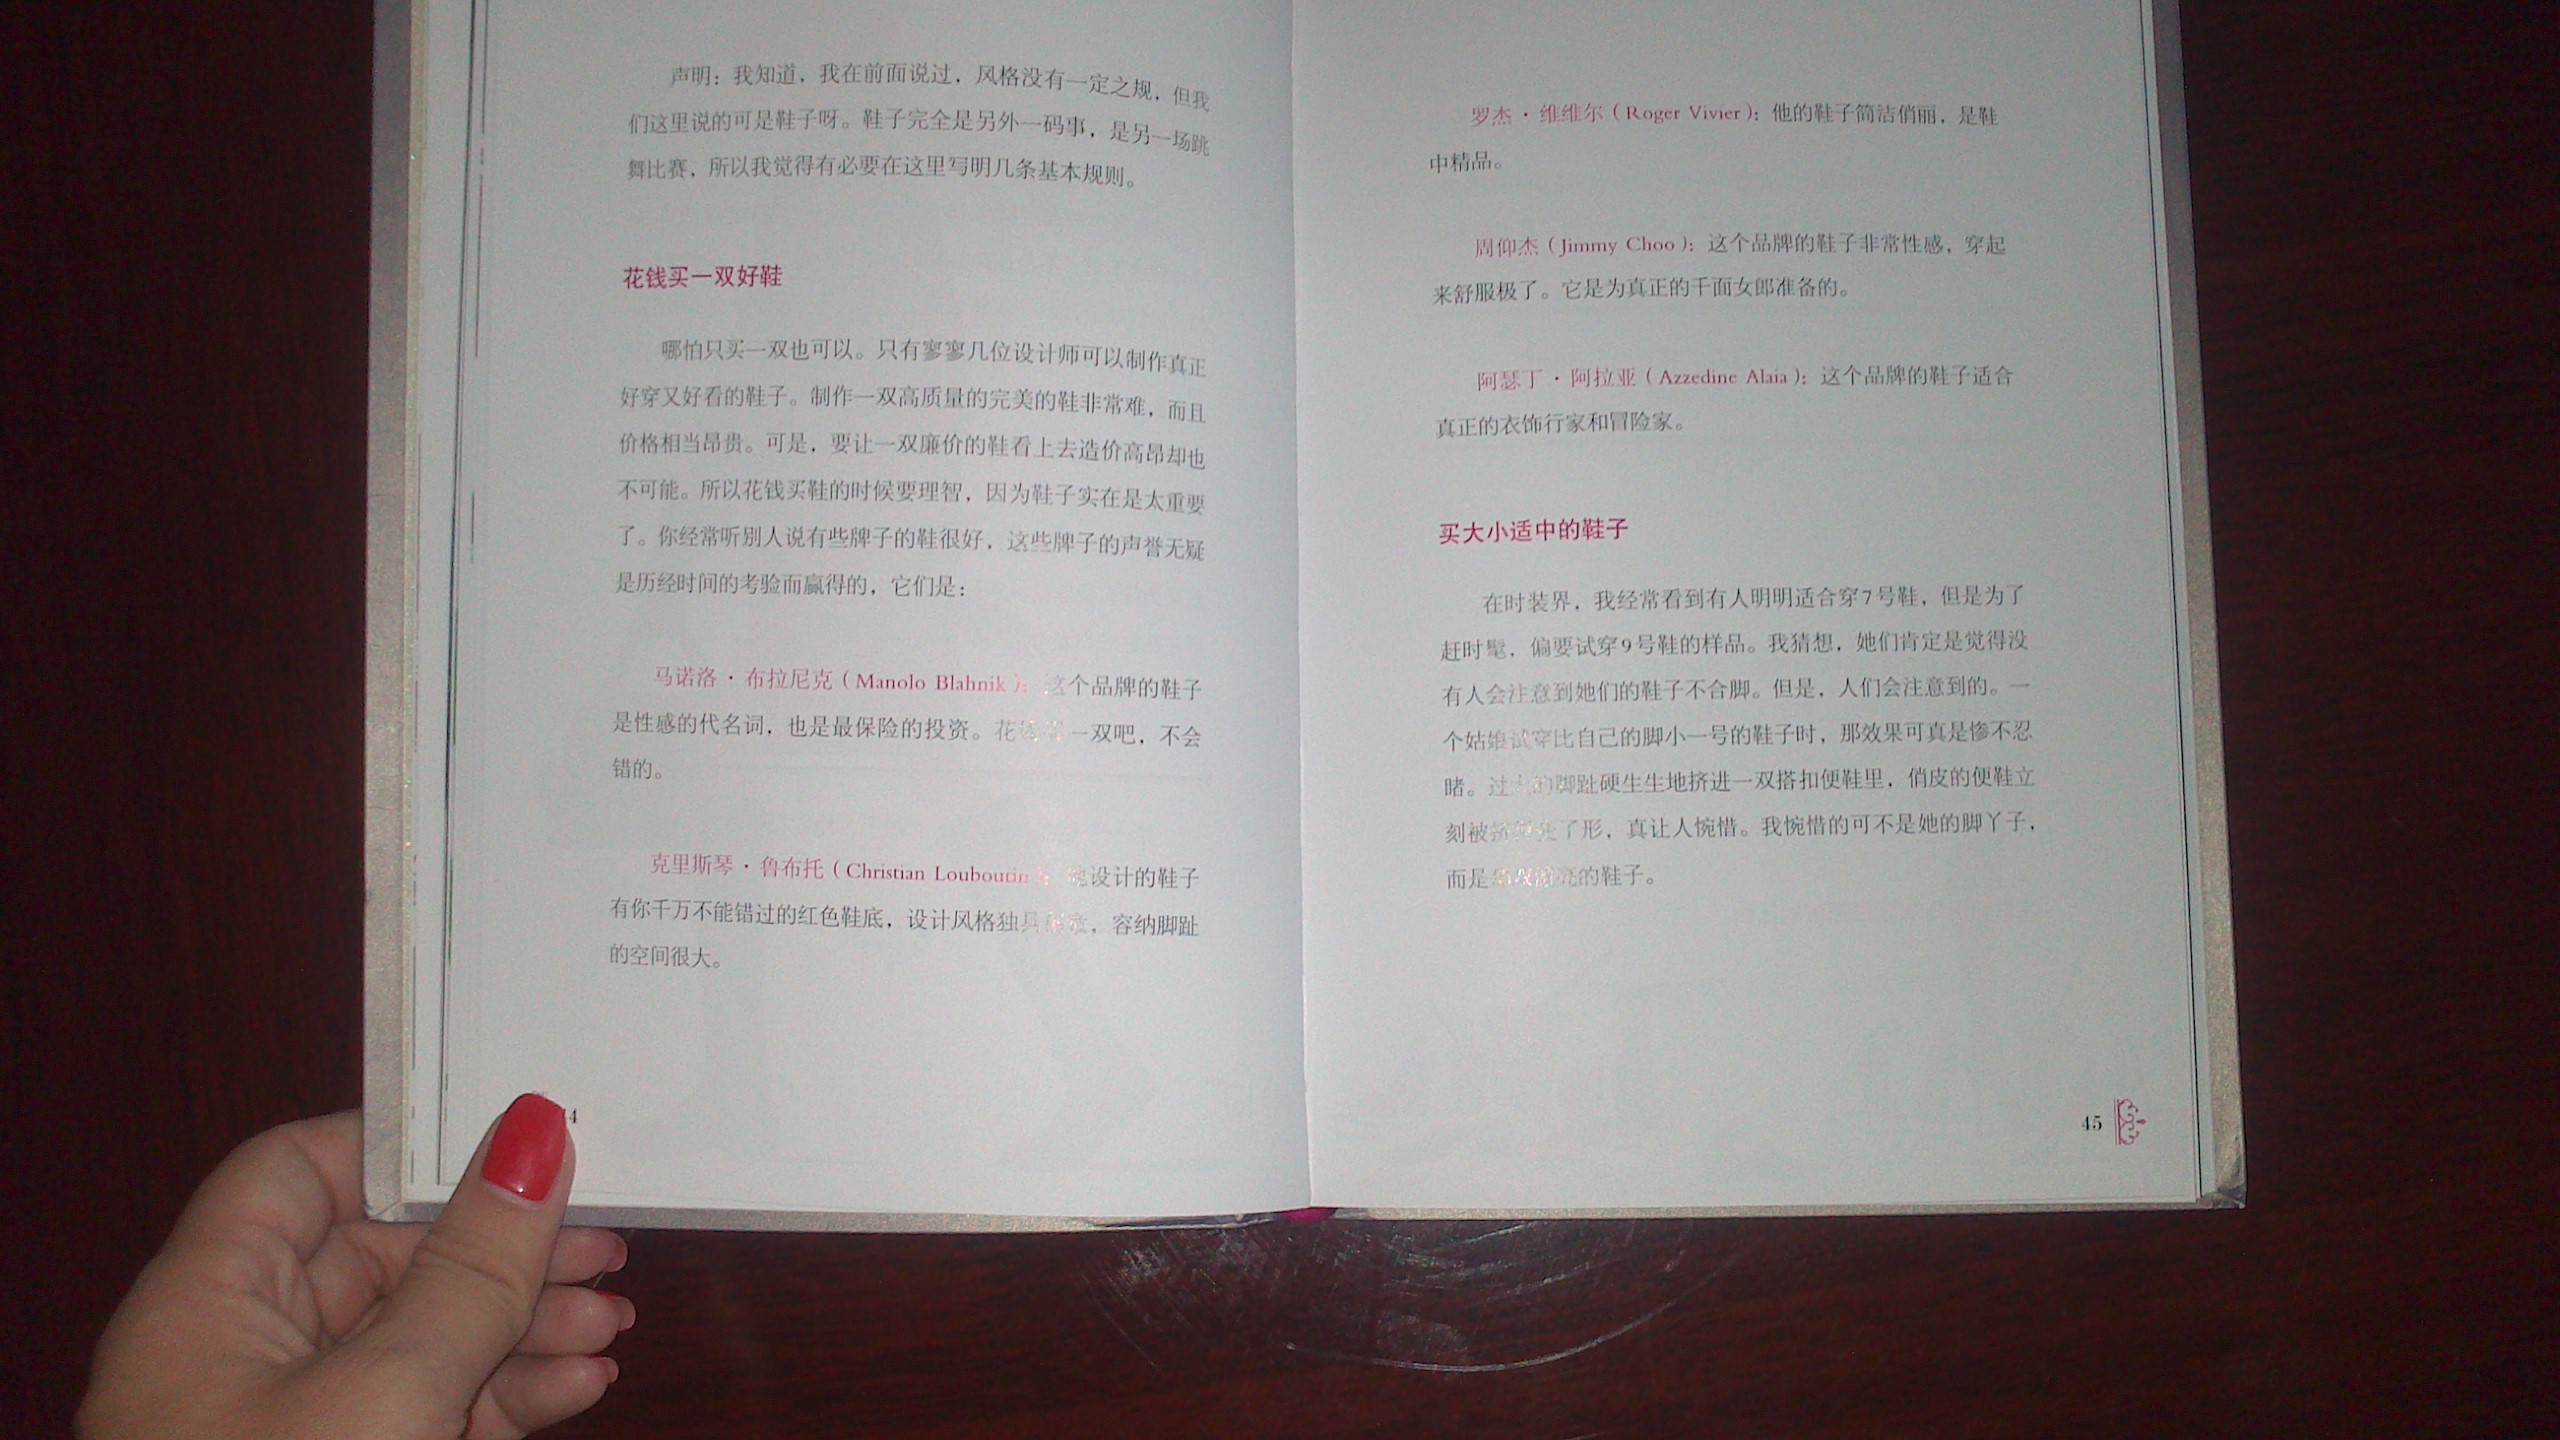 声明：我知道，我在前面说过，风格没有一定之规，但我
们这里说的可是鞋子呀。鞋子完全是另外一码事，是另一场跳
舞比赛，所以我觉得有必要在这里写明几条基本规则。
花钱买一双好鞋
哪怕只买一双也可以。只有寥寥几位设计师可以制作真正
好穿又好看的鞋子。制作一双高质量的完美的鞋非常难，而且
价格相当昂贵。可是，要让一双廉价的鞋看上去造价高昂却也
不可能。所以花钱买鞋的时候要理智，因为鞋子实在是太重要
了。你经常听别人说有些牌子的鞋很好，这些牌子的声誉无疑
是历经时间的考验而赢得的，它们是：
马诺洛·布拉尼克（Manolo Blahnik）：这个品牌的鞋子
是性感的代名词，也是最保险的投资。花 一双吧，不会
错的。
克里斯琴·鲁布托（Christian Louboutin）：他设计的鞋子
有你千万不能错过的红色鞋底，设计风格独具 ，容纳脚趾
的空间很大。
罗杰·维维尔（Roger Vivier）：他的鞋子简洁俏丽，是鞋
中精品。
周仰杰（Jimmy Choo）：这个品牌的鞋子非常性感，穿起
来舒服极了。它是为真正的千面女郎准备的。
阿瑟丁·阿拉亚（Azzedine Alaia）：这个品牌的鞋子适合
真正的衣饰行家和冒险家。
买大小适中的鞋子
在时装界，我经常看到有人明明适合穿7号鞋，但是为了
赶时髦，偏要试穿9号鞋的样品。我猜想，她们肯定是觉得没
有人会注意到她们的鞋子不合脚。但是，人们会注意到的。一
个姑娘试穿比自己的脚小一号的鞋子时，那效果可真是惨不忍
睹。过大的脚趾硬生生地挤进一双搭扣便鞋里，俏皮的便鞋立
刻被 了形，真让人惋惜。我惋惜的可不是她的脚丫子，
而是 的鞋子。
45